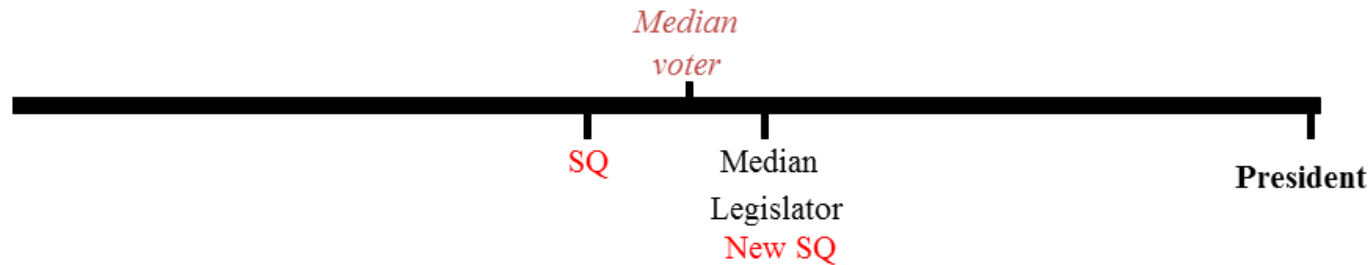 Median
voter
SQ
Median
Legislator
New SQ
President